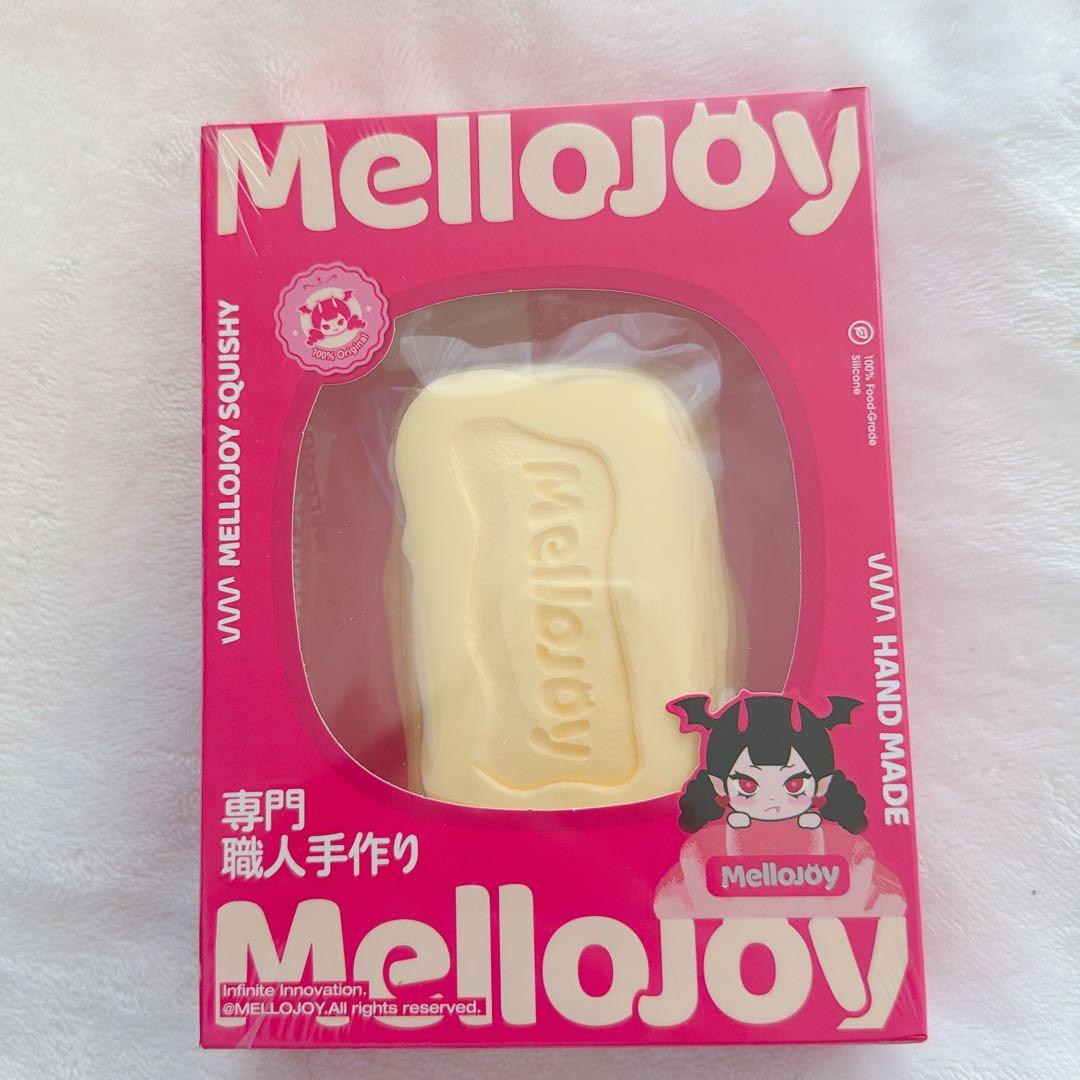 Mellojoy
100% Original
MELLOJOY SQUISHY
100% Food-Grade
Silicone
Mellojoy
HAND MADE
専門
職人手作り
Mellojoy
Mellojoy
Infinite Innovation.
@MELLOJOY.All rights reserved.